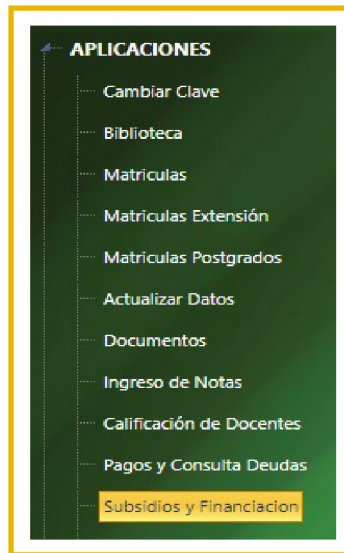 APLICACIONES
Cambiar Clave
Biblioteca
Matriculas
Matriculas Extensión
Matriculas Postgrados
Actualizar Datos
Documentos
Ingreso de Notas
Calificación de Docentes
Pagos y Consulta Deudas
Subsidios y Financiacion